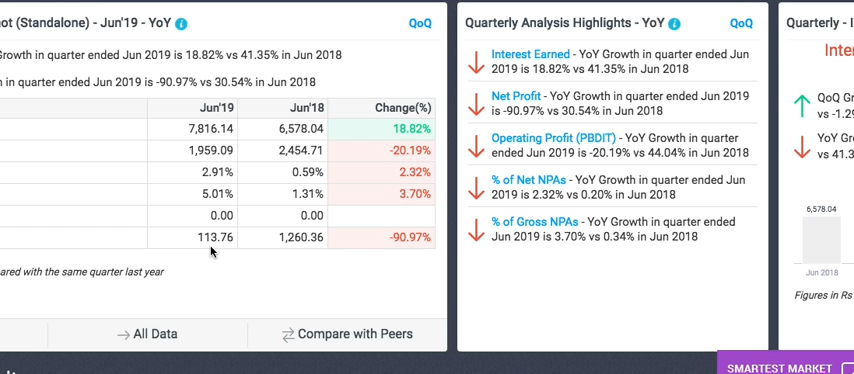 ot (Standalone) - Jun'19 - YoY
QoQ
Growth in quarter ended Jun 2019 is 18.82% vs 41.35% in Jun 2018
in quarter ended Jun 2019 is -90.97% vs 30.54% in Jun 2018
Jun'19 Jun'18 Change(%)
7,816.14 6,578.04 18.82%
1,959.09 2,454.71 -20.19%
2.91% 0.59% 2.32%
5.01% 1.31% 3.70%
0.00 0.00
113.76 1,260.36 -90.97%
ared with the same quarter last year
All Data
Compare with Peers
Quarterly Analysis Highlights - YoY
QoQ
Interest Earned - YoY Growth in quarter ended Jun
2019 is 18.82% vs 41.35% in Jun 2018
Net Profit - YoY Growth in quarter ended Jun 2019
is -90.97% vs 30.54% in Jun 2018
Operating Profit (PBDIT) - YoY Growth in quarter
ended Jun 2019 is -20.19% vs 44.04% in Jun 2018
% of Net NPAs - YoY Growth in quarter ended Jun
2019 is 2.32% vs 0.20% in Jun 2018
% of Gross NPAs - YoY Growth in quarter ended
Jun 2019 is 3.70% vs 0.34% in Jun 2018
Quarterly - I
Inte
QoQ Gr
vs -1.29
YoY Gr
vs 41.3
6,578.04
Jun 2018
Figures in Rs
SMARTEST MARKET